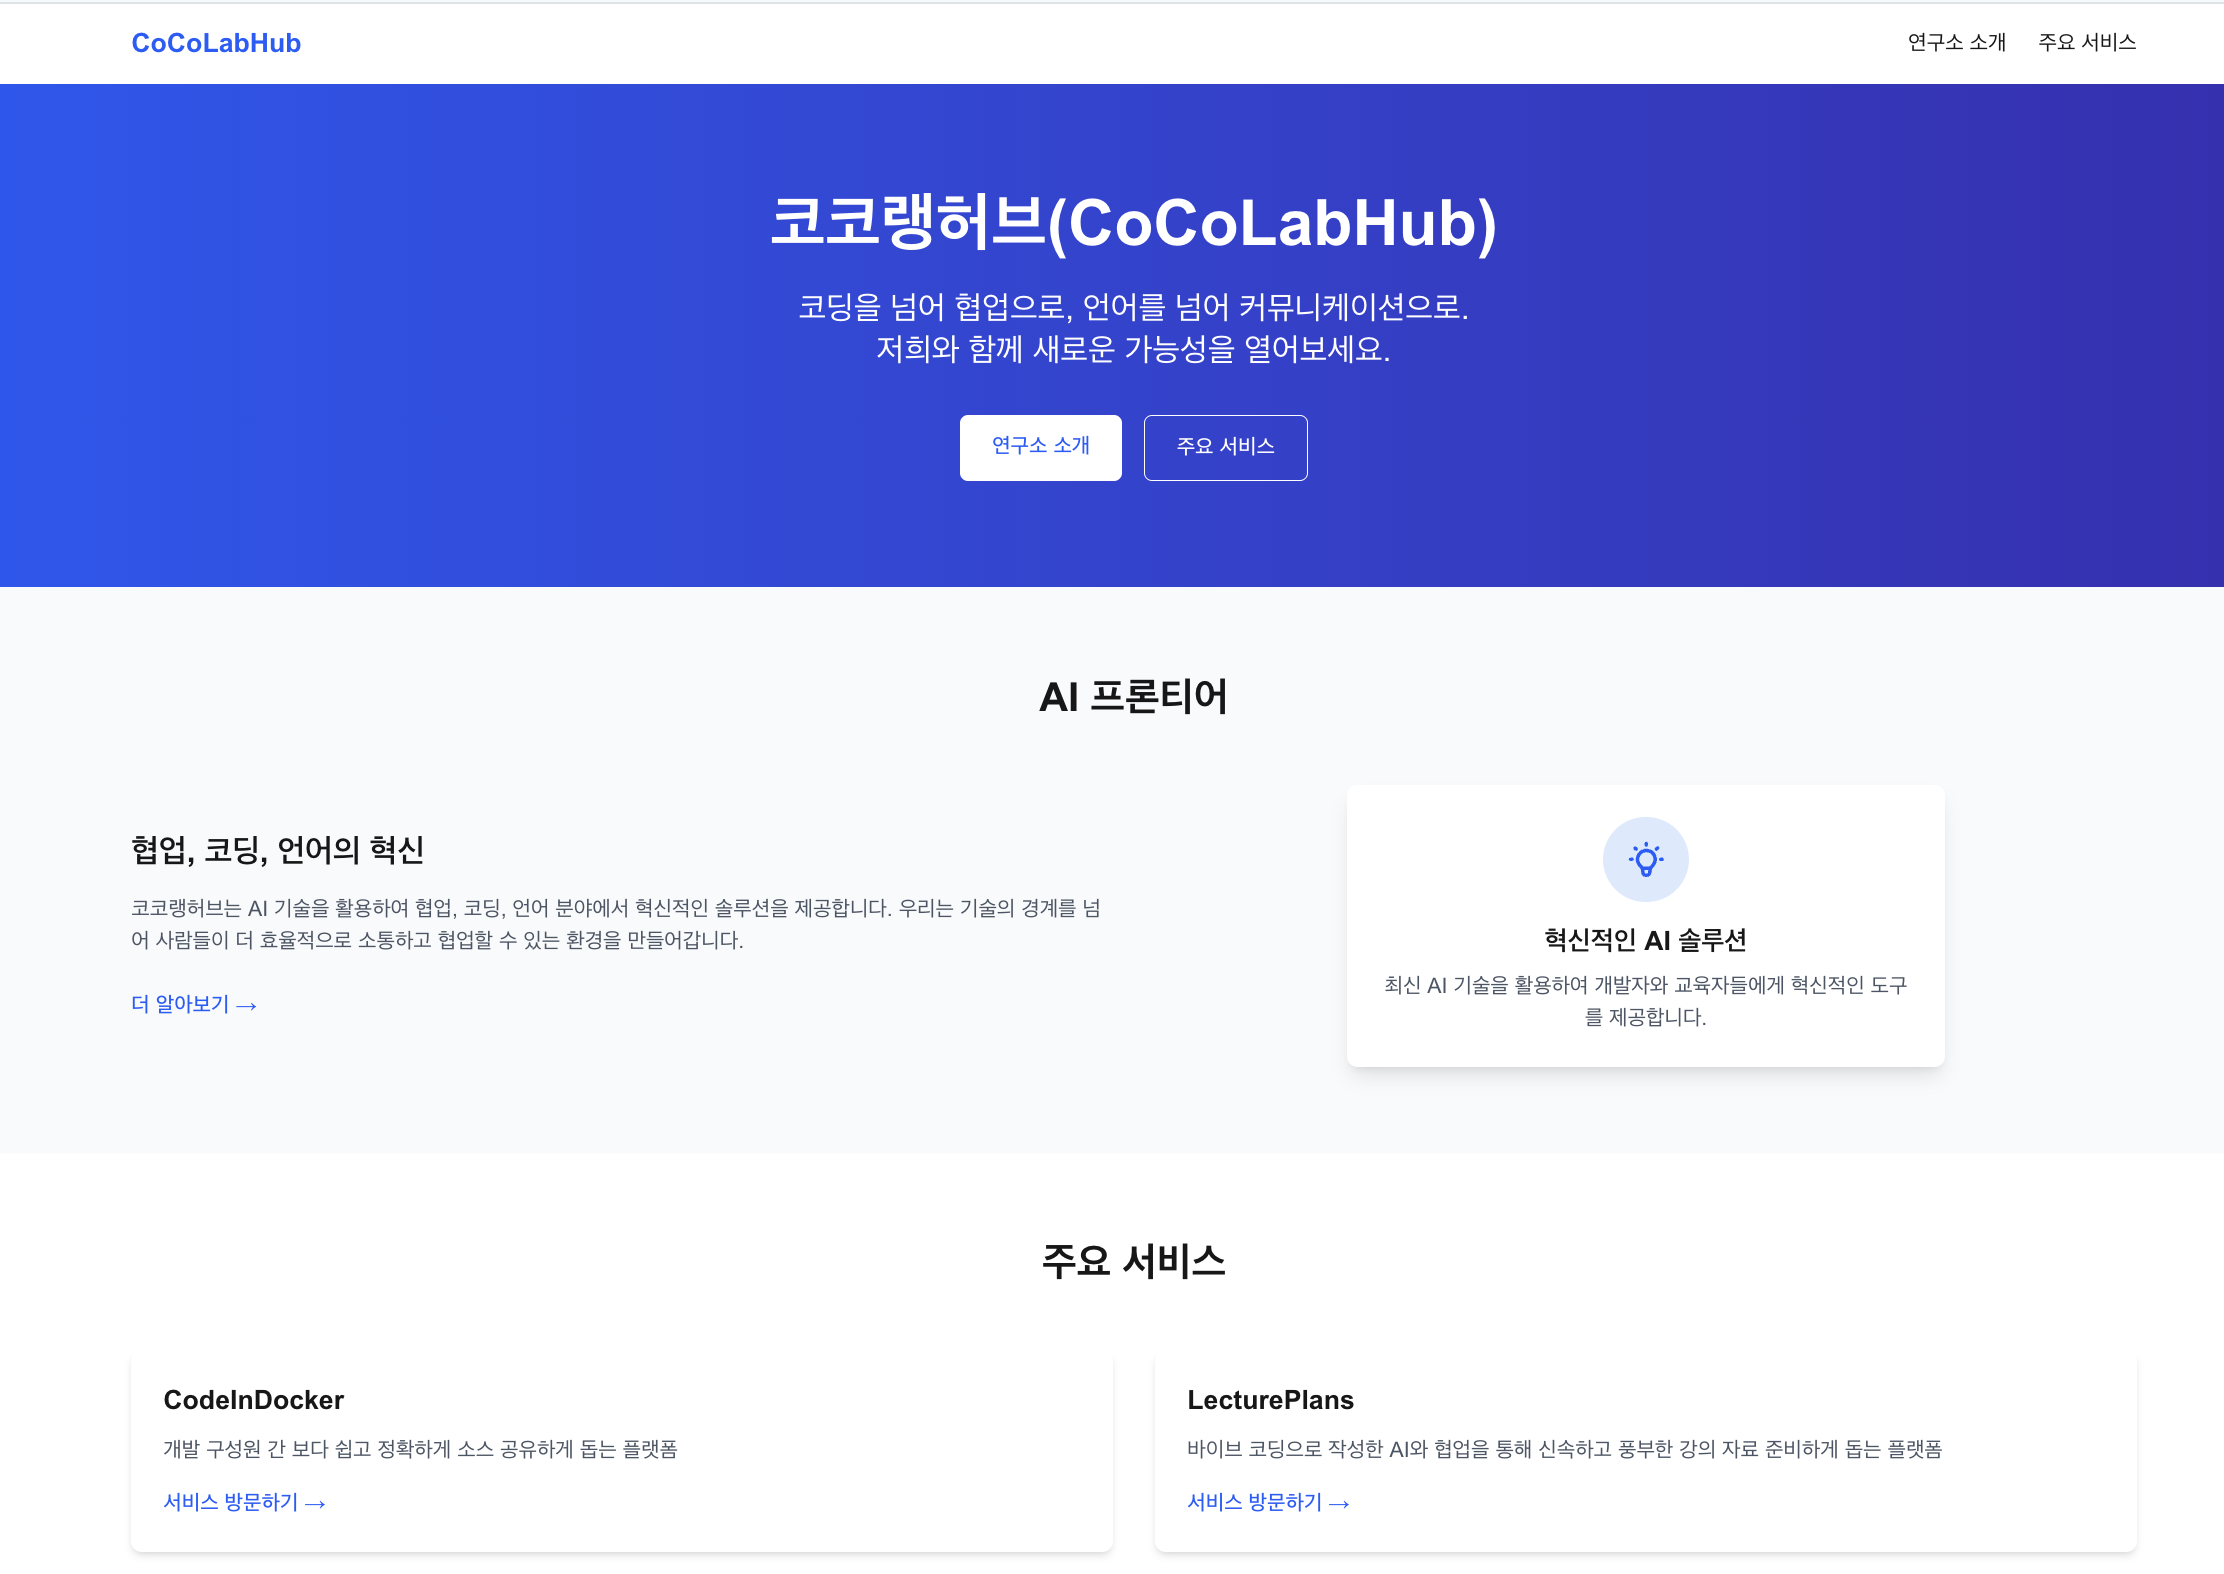 CoCoLabHub
연구소 소개
주요 서비스
코코랭허브(CoCoLabHub)
코딩을 넘어 협업으로, 언어를 넘어 커뮤니케이션으로.
저희와 함께 새로운 가능성을 열어보세요.
연구소 소개
주요 서비스
AI 프론티어
협업, 코딩, 언어의 혁신
코코랭허브는 AI 기술을 활용하여 협업, 코딩, 언어 분야에서 혁신적인 솔루션을 제공합니다. 우리는 기술의 경계를 넘
어 사람들이 더 효율적으로 소통하고 협업할 수 있는 환경을 만들어갑니다.
더 알아보기 →
혁신적인 AI 솔루션
최신 AI 기술을 활용하여 개발자와 교육자들에게 혁신적인 도구
를 제공합니다.
주요 서비스
CodeInDocker
개발 구성원 간 보다 쉽고 정확하게 소스 공유하게 돕는 플랫폼
서비스 방문하기 →
LecturePlans
바이브 코딩으로 작성한 AI와 협업을 통해 신속하고 풍부한 강의 자료 준비하게 돕는 플랫폼
서비스 방문하기 →